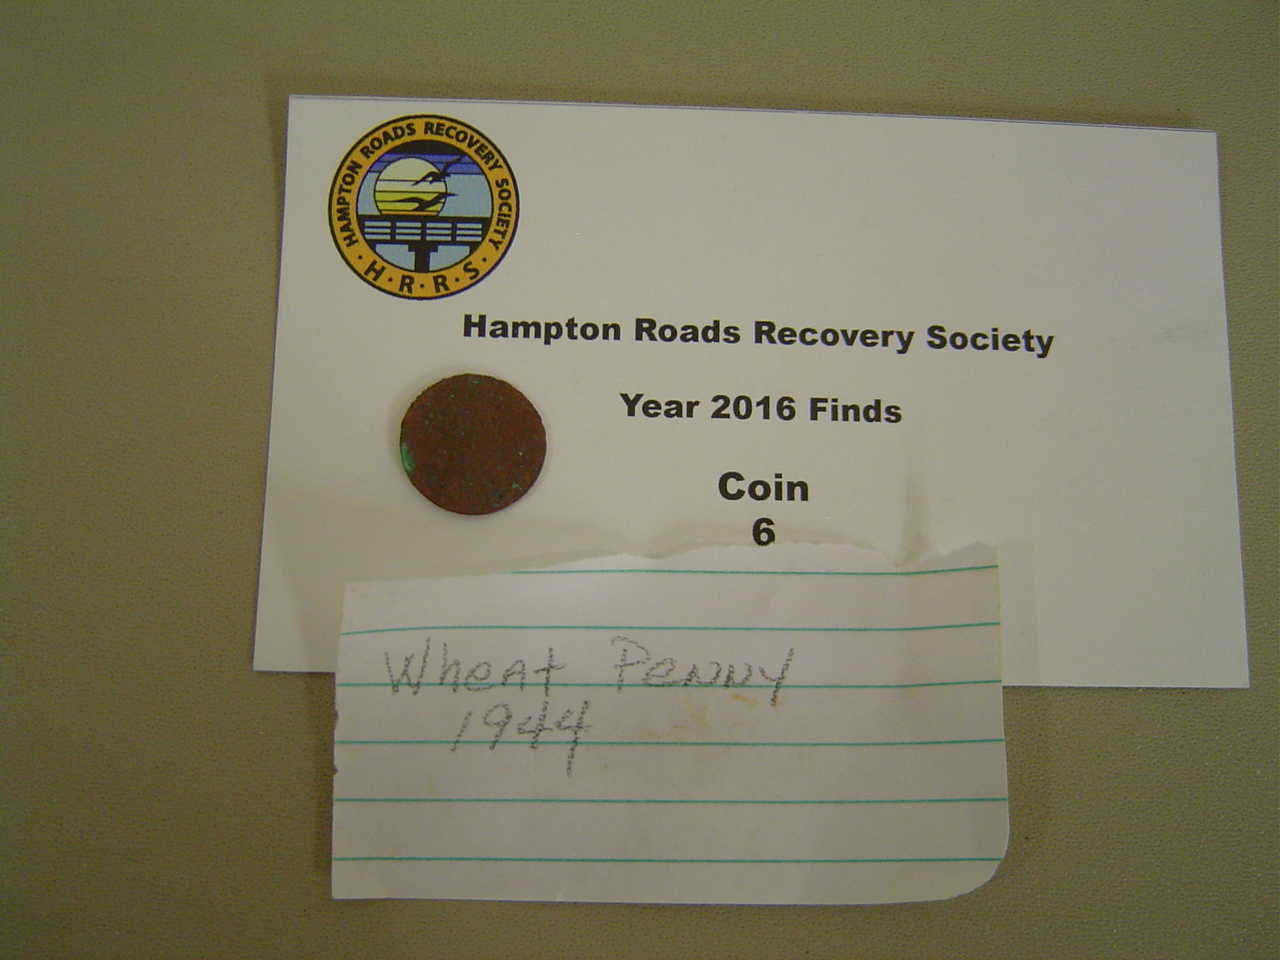 HAMPTON ROADS RECOVERY SOCIETY
· H · R · R · S ·
Hampton Roads Recovery Society
Year 2016 Finds
Coin
6
Wheat Penny
1944